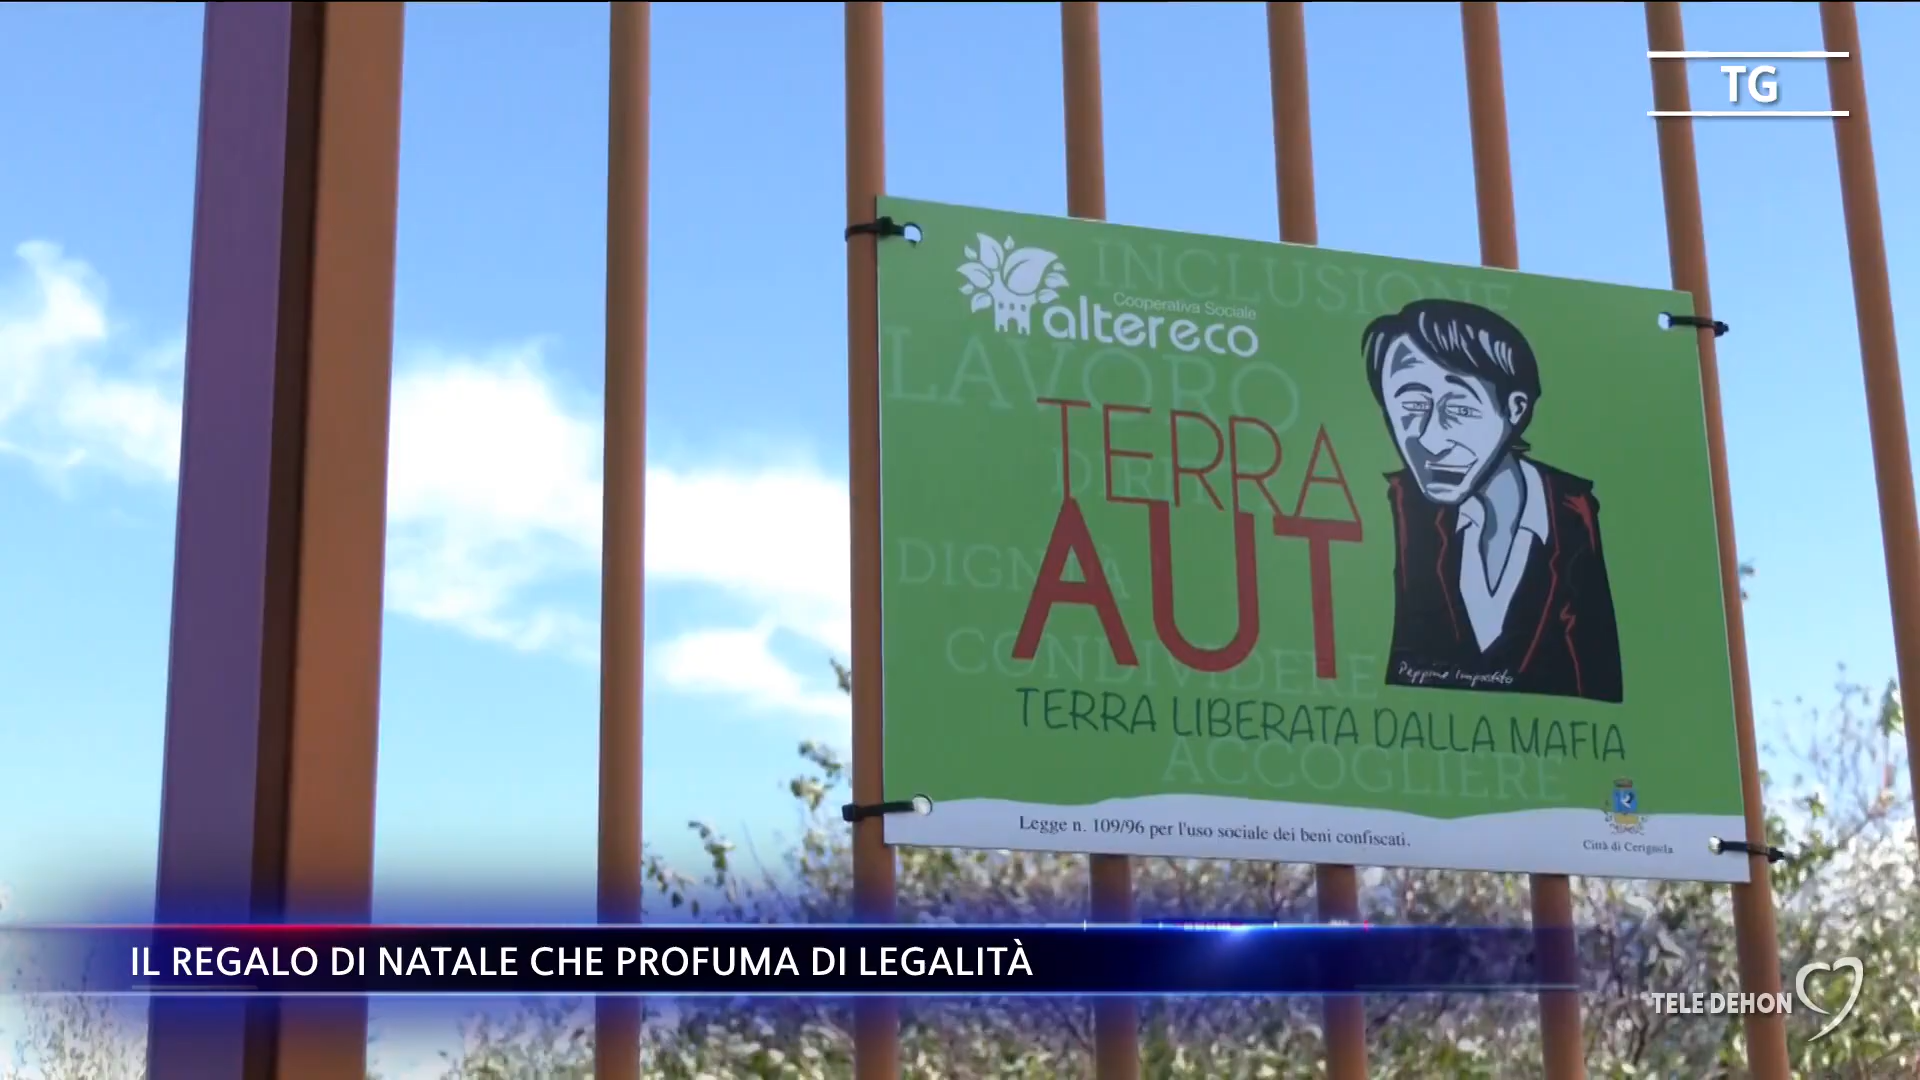 TG
INCLUSIONE
Cooperativa Sociale
altereco
LAVORO
TERRA
AUT
CONDIVIDERE
Peppino Impastato
TERRA LIBERATA DALLA MAFIA
ACCOGLIERE
Legge n. 109/96 per l'uso sociale dei beni confiscati.
Città di Cerignola
IL REGALO DI NATALE CHE PROFUMA DI LEGALITÀ
TELE DEHON